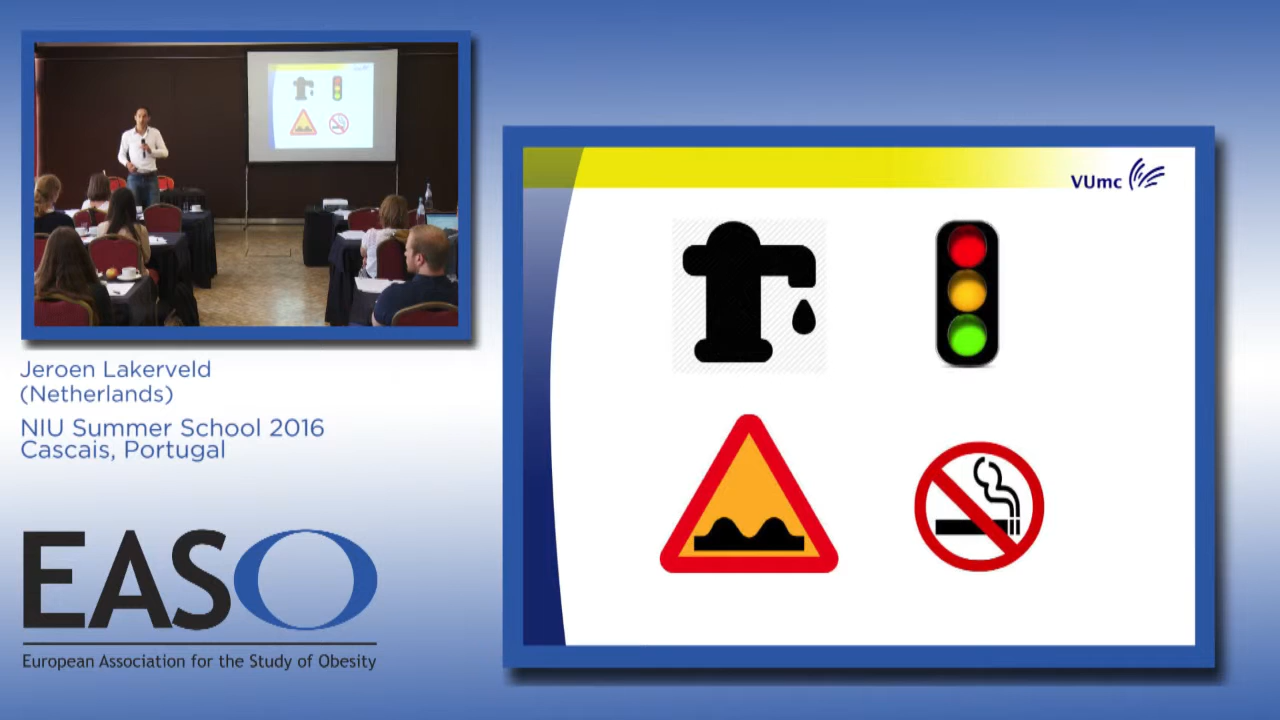 Jeroen Lakerveld
(Netherlands)
NIU Summer School 2016
Cascais, Portugal
EASO
European Association for the Study of Obesity
VUmc